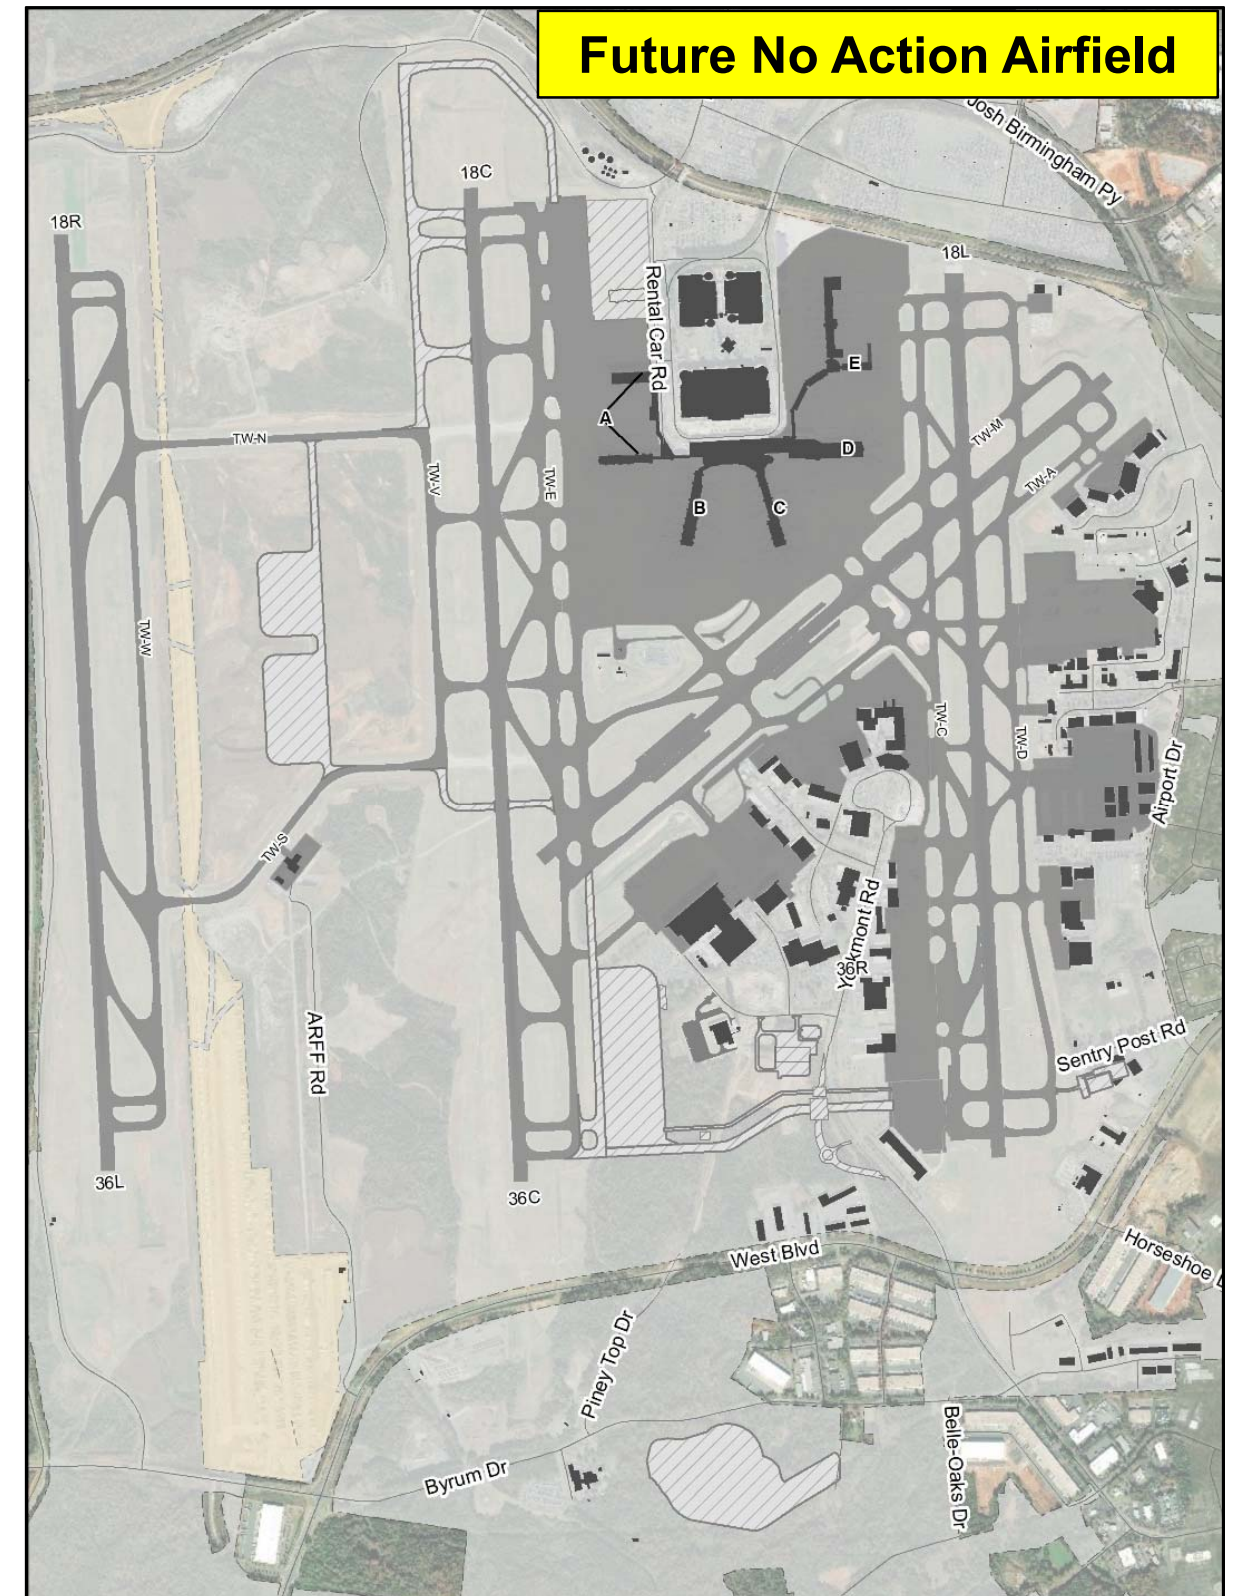 Future No Action Airfield
Josh Birmingham Py
18C
18R
18L
Rental Car Rd
E
A
TW-M
TW-N
D
TW-V
TW-E
TW-A
B
C
TW-W
TW-C
TW-D
Airport Dr
TW-S
Yorkmont Rd
36R
ARFF Rd
Sentry Post Rd
36L
36C
West Blvd
Horseshoe
Piney Top Dr
Belle-Oaks Dr
Byrum Dr